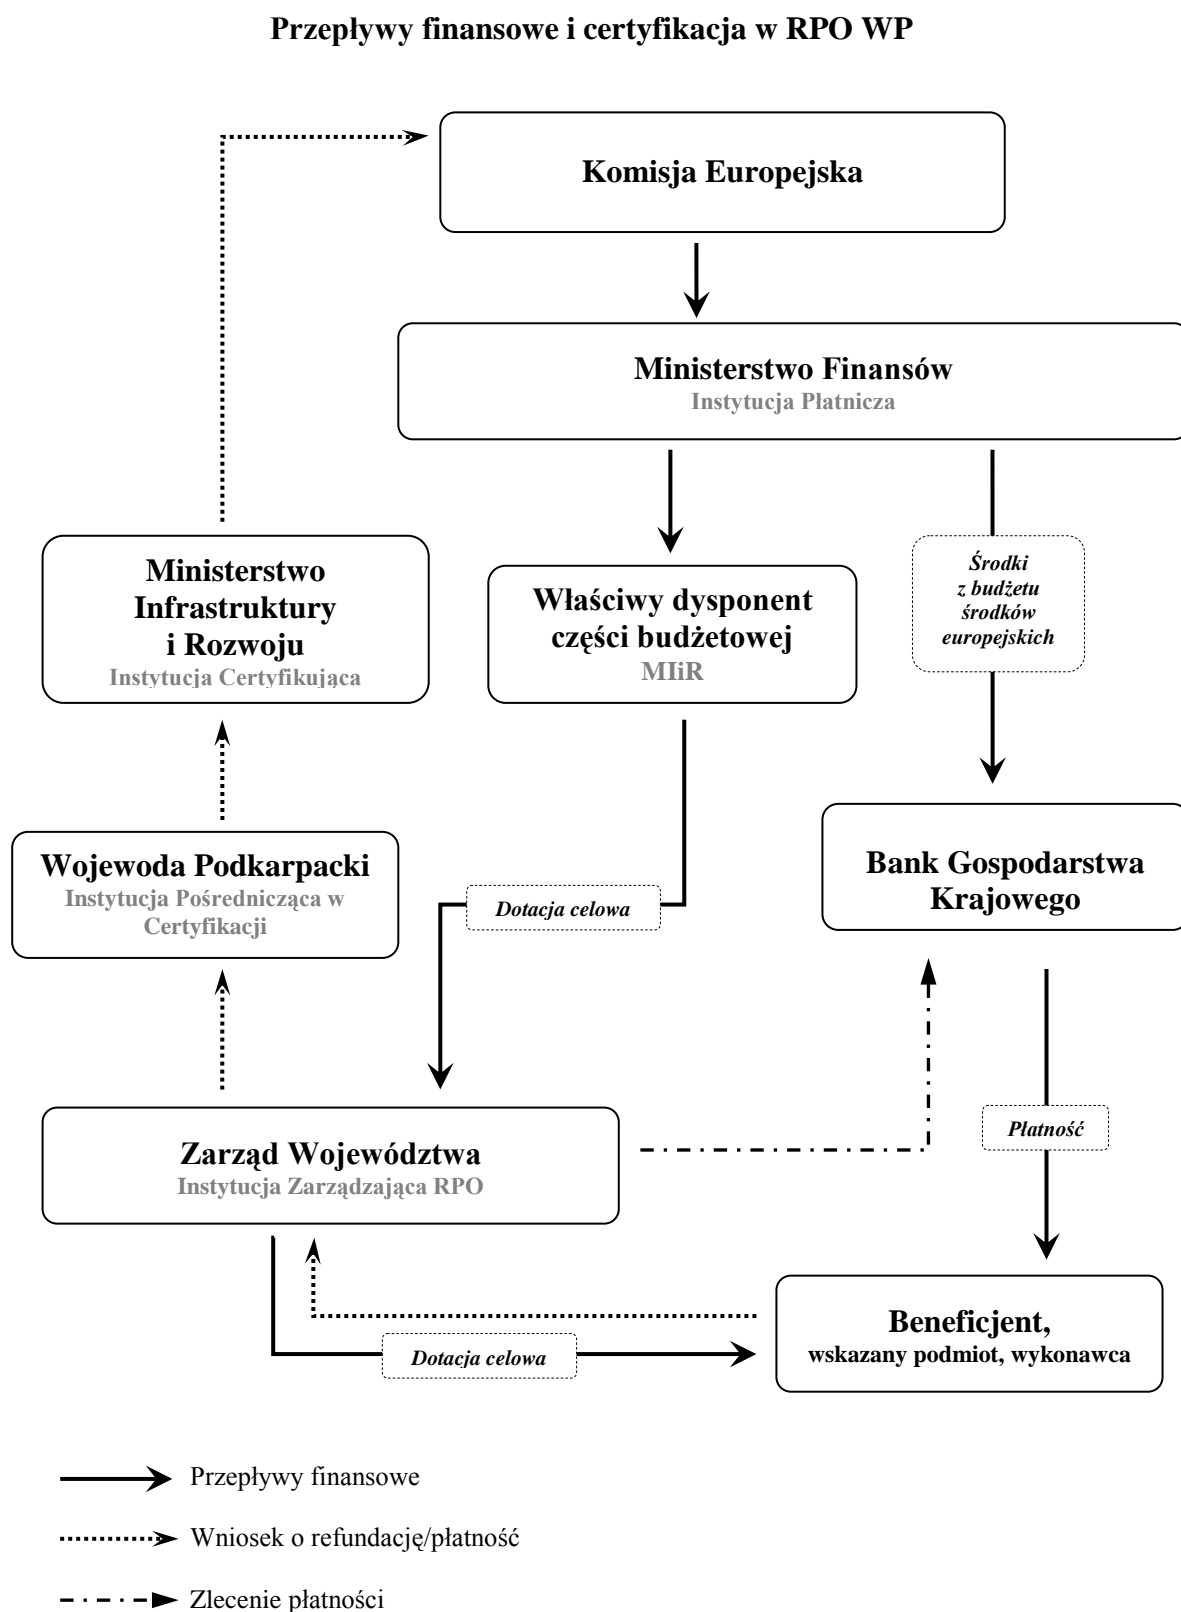 Przepływy finansowe i certyfikacja w RPO WP
Komisja Europejska
Ministerstwo Finansów
Instytucja Płatnicza
Ministerstwo
Infrastruktury
i Rozwoju
Instytucja Certyfikująca
Właściwy dysponent
części budżetowej
MIiR
Środki
z budżetu
środków
europejskich
Wojewoda Podkarpacki
Instytucja Pośrednicząca w
Certyfikacji
Dotacja celowa
Bank Gospodarstwa
Krajowego
Zarząd Województwa
Instytucja Zarządzająca RPO
Płatność
Beneficjent,
wskazany podmiot, wykonawca
Dotacja celowa
Przepływy finansowe
Wniosek o refundację/płatność
Zlecenie płatności